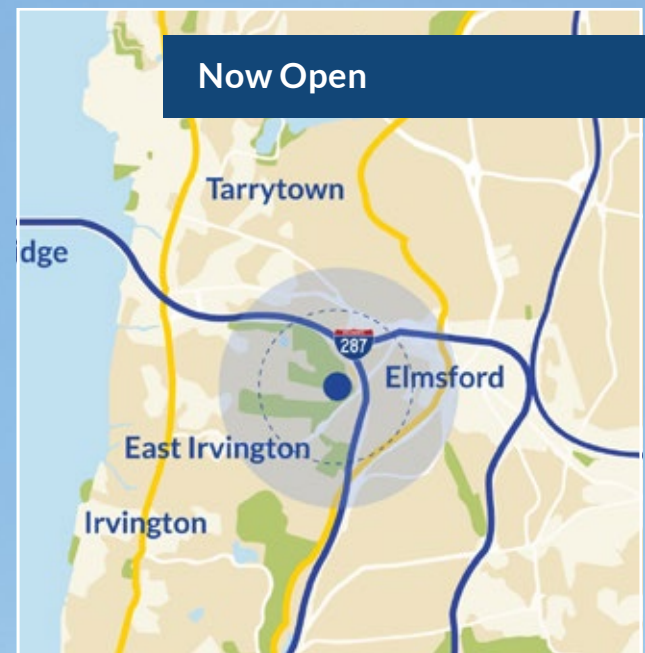 Now Open
Tarrytown
idge
287
Elmsford
East Irvington
Irvington